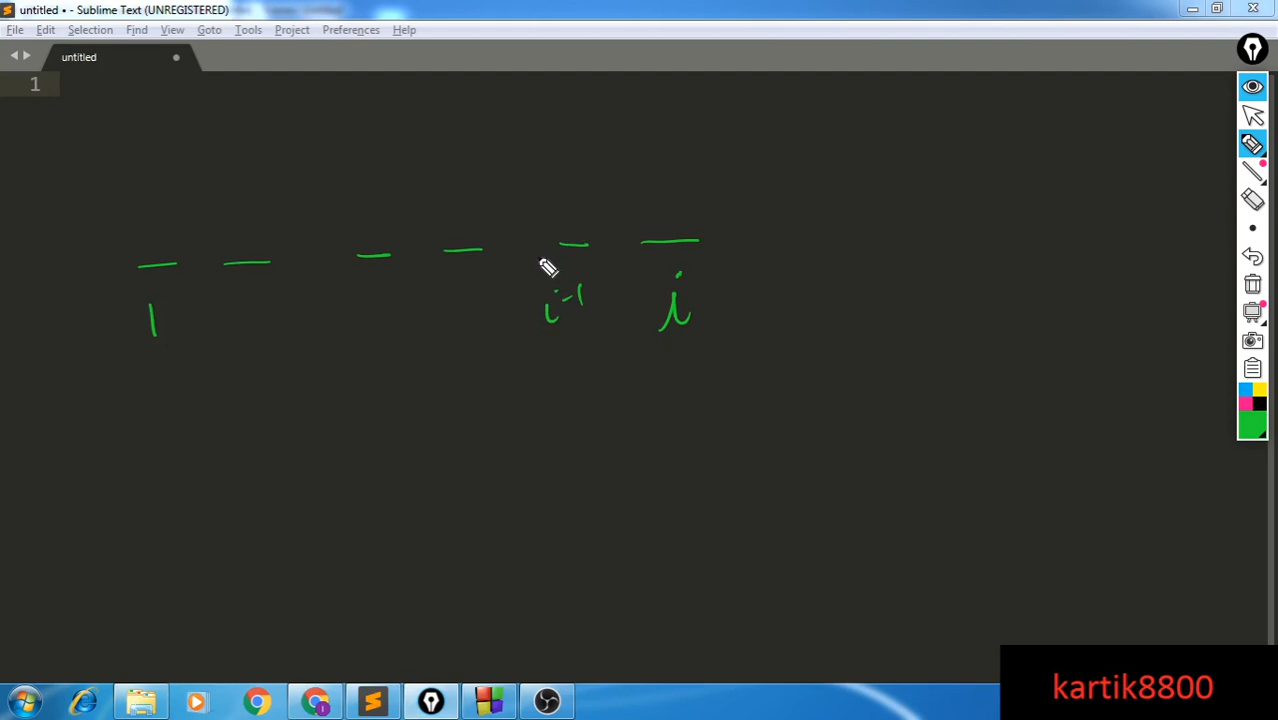 untitled • - Sublime Text (UNREGISTERED)
File Edit Selection Find View Goto Tools Project Preferences Help
untitled
1
1 i-1 i
kartik8800